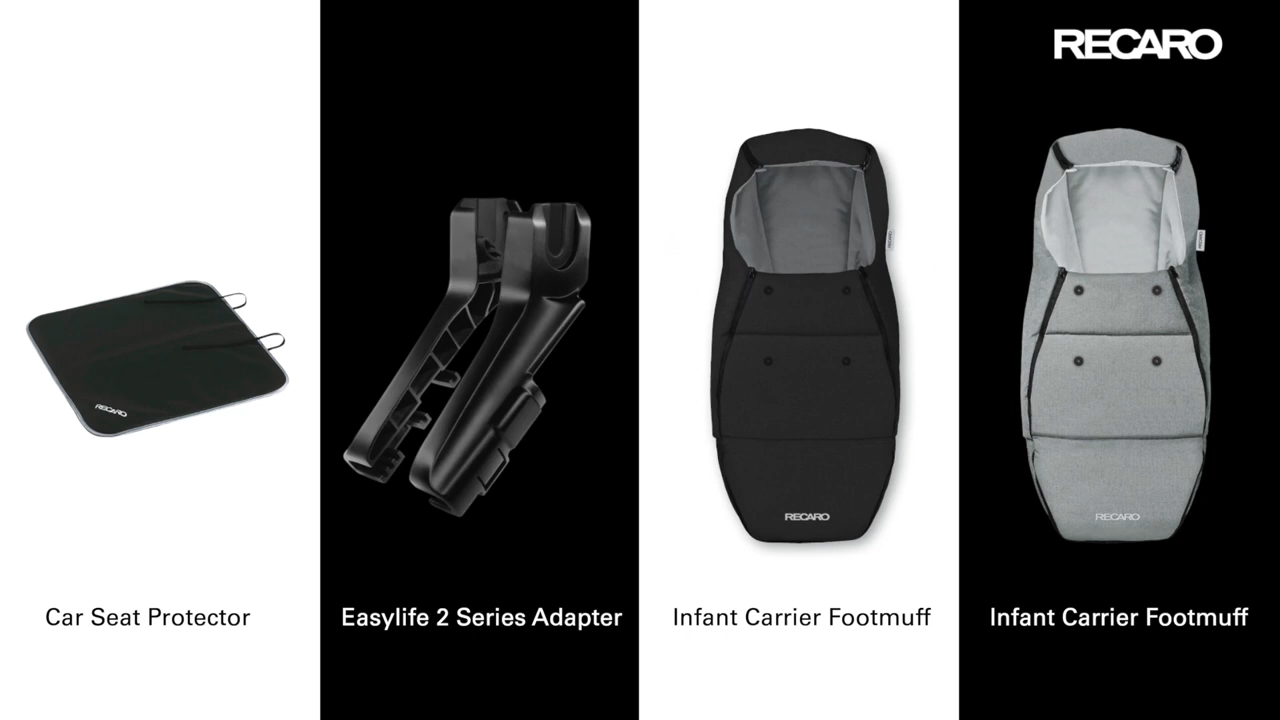 RECARO
RECARO
RECARO
RECARO
Car Seat Protector
Easylife 2 Series Adapter
Infant Carrier Footmuff
Infant Carrier Footmuff